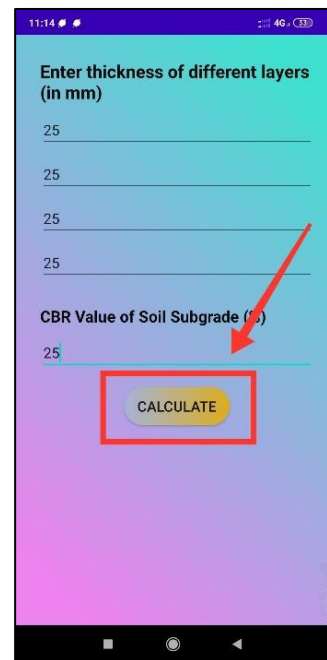 11:14 4G 33
Enter thickness of different layers
(in mm)
25
25
25
25
CBR Value of Soil Subgrade (%)
25
CALCULATE